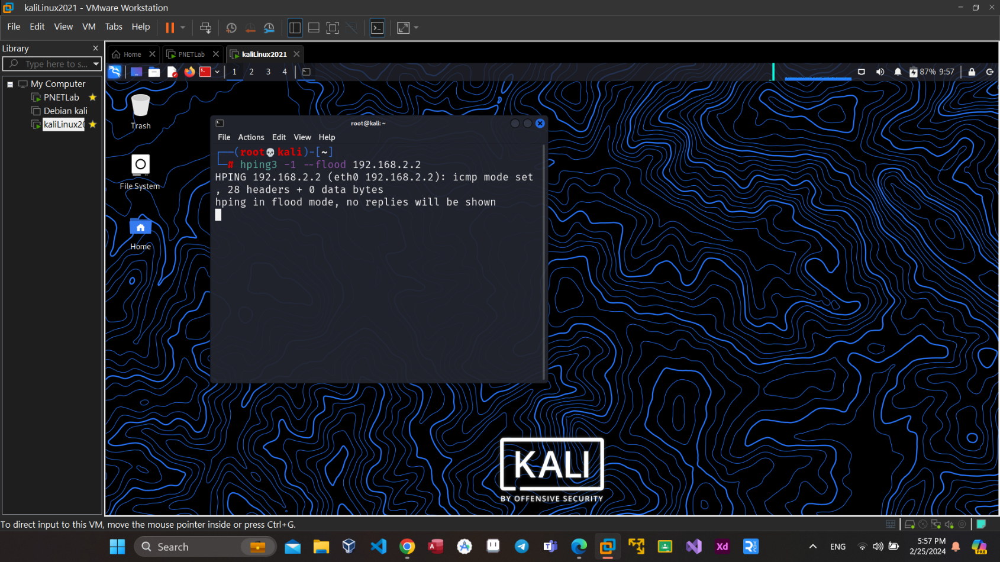 kaliLinux2021 - VMware Workstation
File Edit View VM Tabs Help
Library
Type here to s...
My Computer
PNETLab
Debian kali
kaliLinux20
Home
PNETLab
kaliLinux2021
1 2 3 4
87% 9:57
Trash
File System
Home
root@kali: ~
File Actions Edit View Help
(root💀kali)-[~]
# hping3 -1 --flood 192.168.2.2
HPING 192.168.2.2 (eth0 192.168.2.2): icmp mode set
, 28 headers + 0 data bytes
hping in flood mode, no replies will be shown
KALI
BY OFFENSIVE SECURITY
To direct input to this VM, move the mouse pointer inside or press Ctrl+G.
Search
Xd
ENG
5:57 PM
2/25/2024
PRE